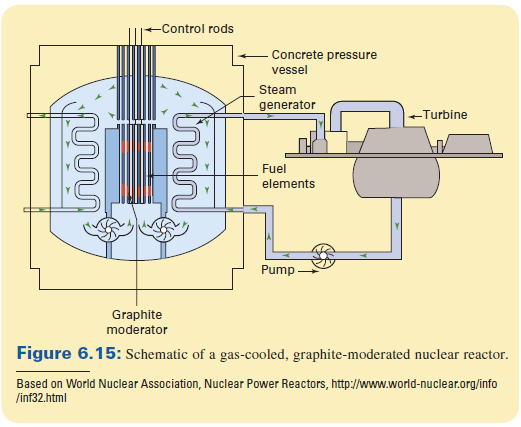 Control rods
Concrete pressure
vessel
Steam
generator
Turbine
Fuel
elements
Pump
Graphite
moderator
Figure 6.15: Schematic of a gas-cooled, graphite-moderated nuclear reactor.
Based on World Nuclear Association, Nuclear Power Reactors, http://www.world-nuclear.org/info
/inf32.html